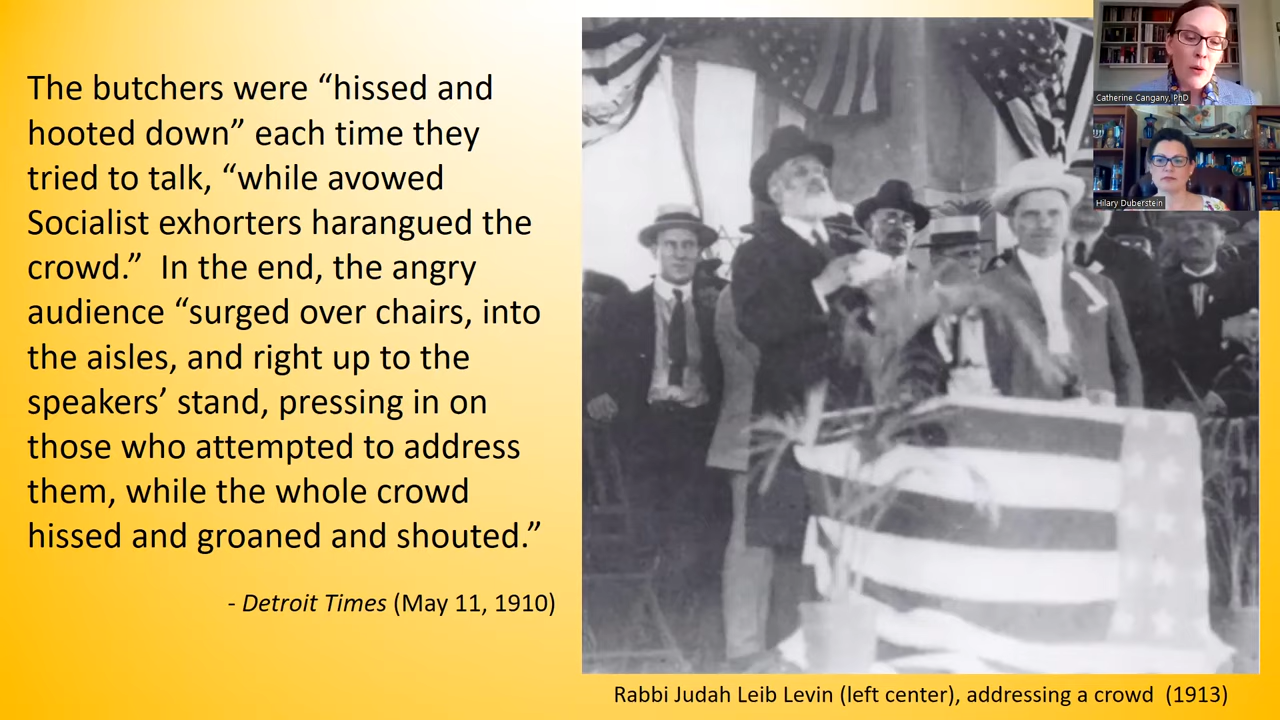 The butchers were “hissed and
hooted down” each time they
tried to talk, “while avowed
Socialist exhorters harangued the
crowd.”  In the end, the angry
audience “surged over chairs, into
the aisles, and right up to the
speakers’ stand, pressing in on
those who attempted to address
them, while the whole crowd
hissed and groaned and shouted.”
- Detroit Times (May 11, 1910)
Rabbi Judah Leib Levin (left center), addressing a crowd  (1913)
Catherine Cangany, PhD
Hilary Duberstein